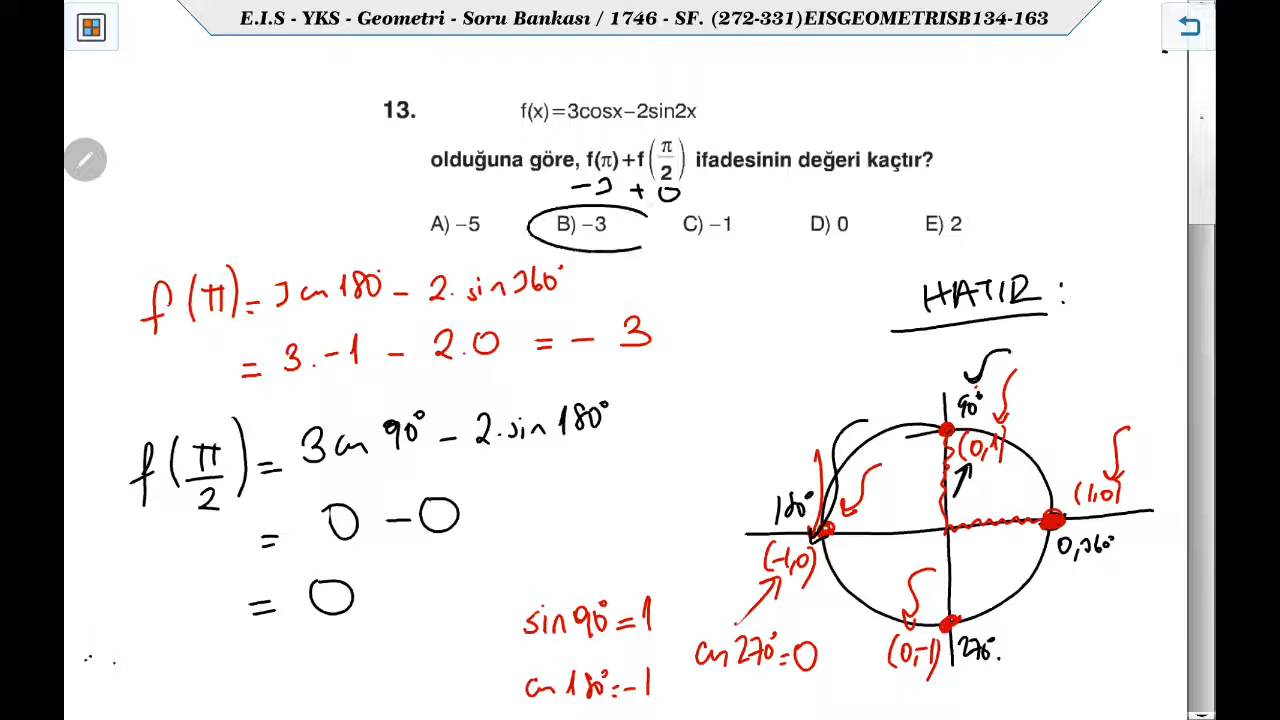 E.I.S - YKS - Geometri - Soru Bankası / 1746 - SF. (272-331)EISGEOMETRISB134-163
13. f(x)=3cosx−2sin2x
olduğuna göre, f(π)+f(π/2) ifadesinin değeri kaçtır?
-3 + 0
A) −5 B) −3 C) −1 D) 0 E) 2
f(π) = 3 cos 180° - 2. sin 360°
= 3.-1 - 2.0 = - 3
f(π/2) = 3 cos 90° - 2. sin 180°
= 0 - 0
= 0
HATIR :
90°
(0,1)
(1,0)
180°
(-1,0)
0,360°
sin 90° = 1
cos 270° = 0
(0,-1)
270°.
cos 180° = -1